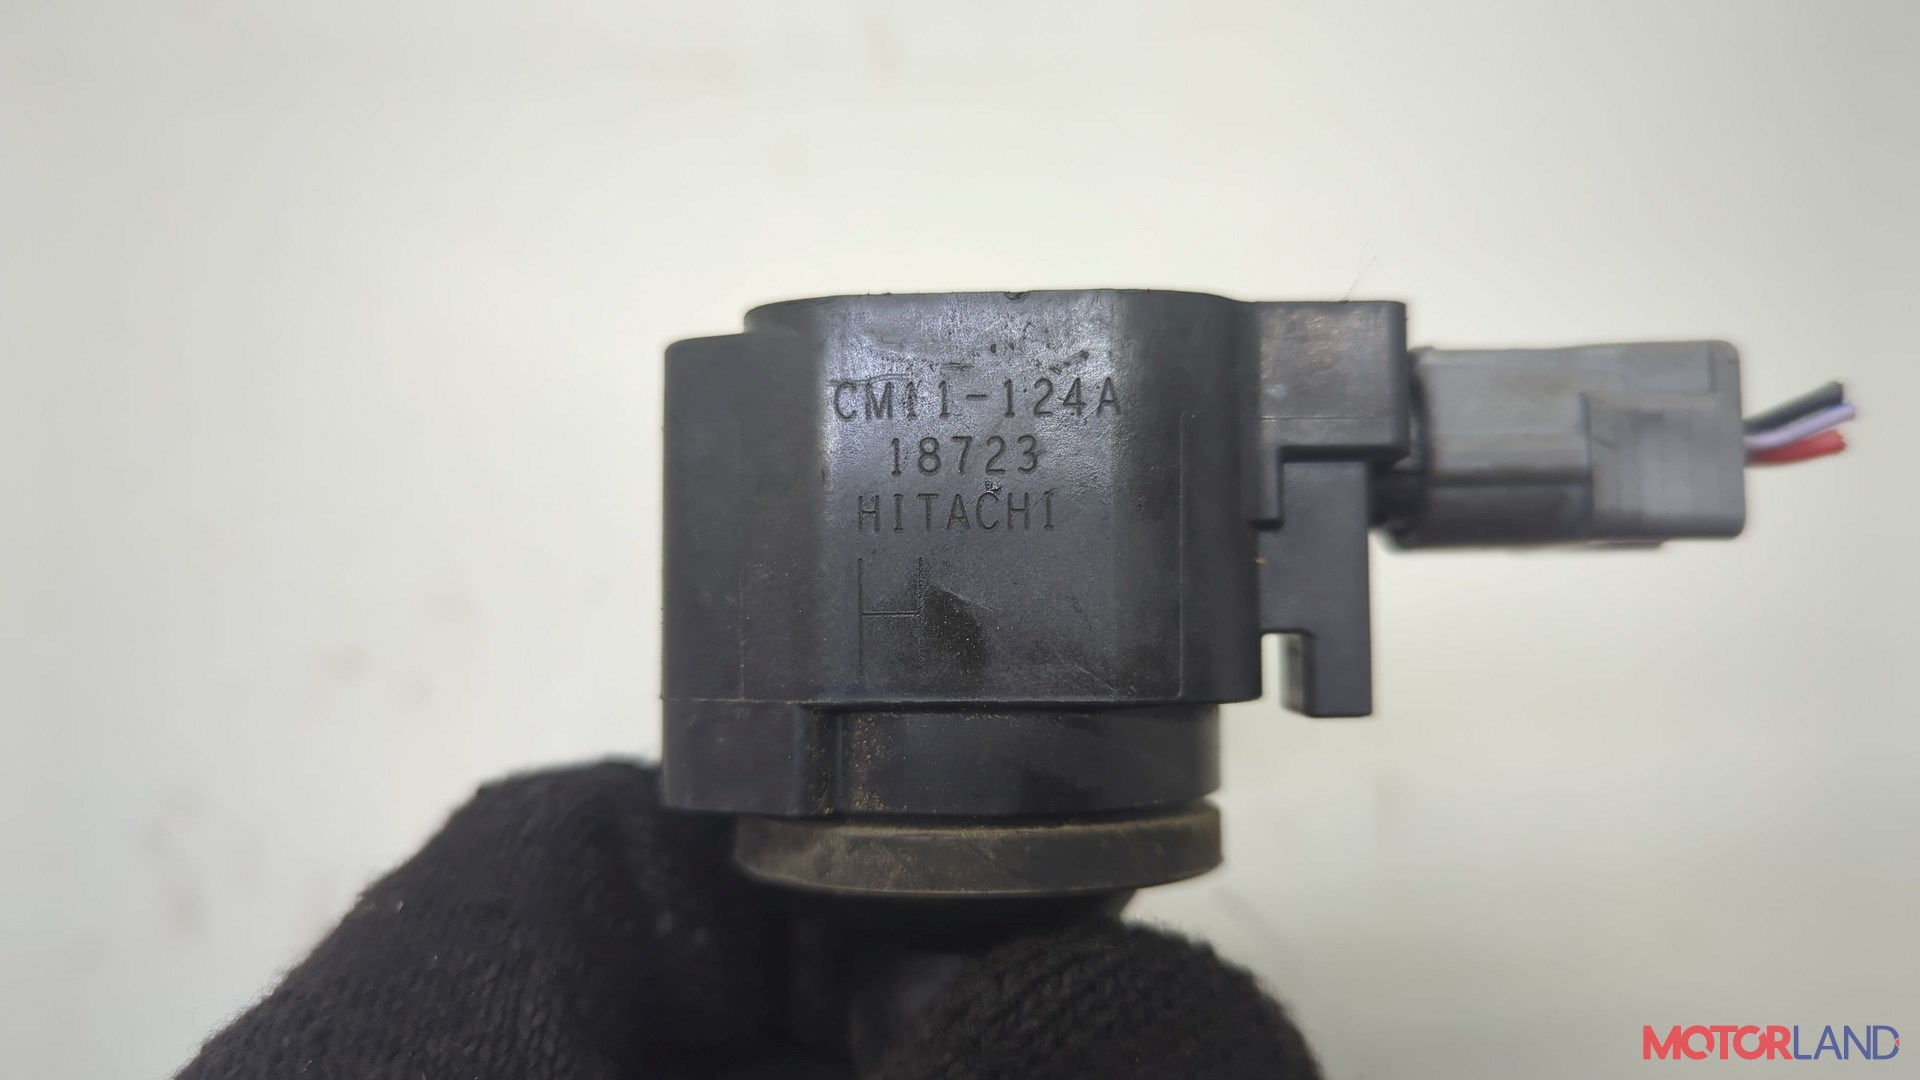 CM11-124A
18723
HITACHI
H
MOTORLAND